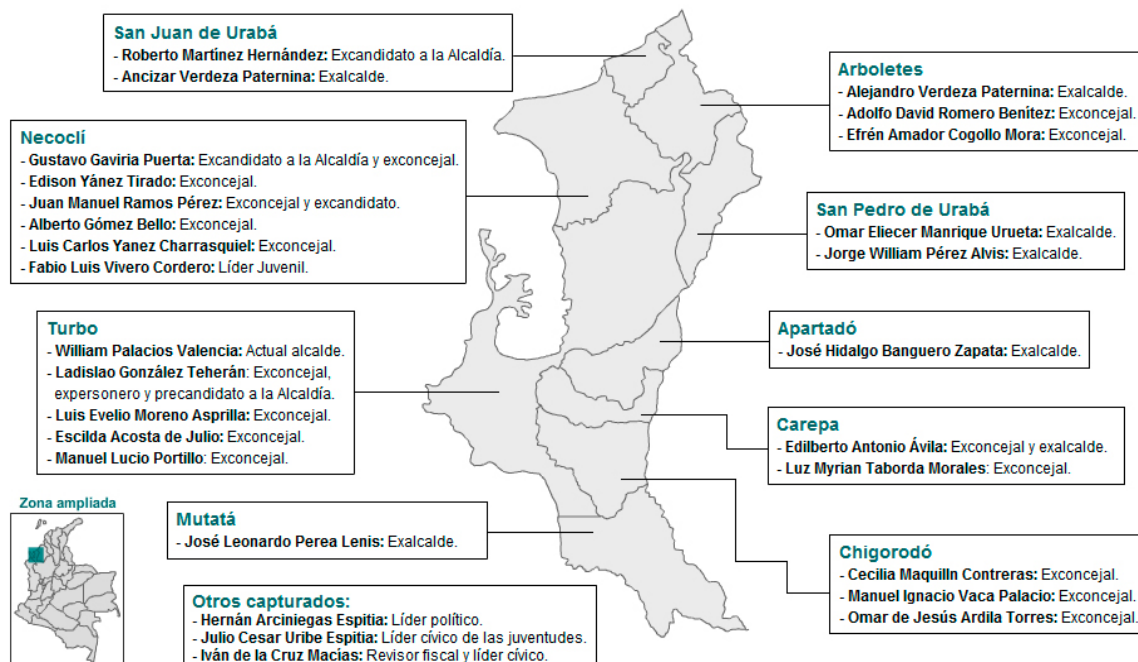 San Juan de Urabá
- Roberto Martínez Hernández: Excandidato a la Alcaldía.
- Ancizar Verdeza Paternina: Exalcalde.
Arboletes
- Alejandro Verdeza Paternina: Exalcalde.
- Adolfo David Romero Benítez: Exconcejal.
- Efrén Amador Cogollo Mora: Exconcejal.
Necoclí
- Gustavo Gaviria Puerta: Excandidato a la Alcaldía y exconcejal.
- Edison Yánez Tirado: Exconcejal.
- Juan Manuel Ramos Pérez: Exconcejal y excandidato.
- Alberto Gómez Bello: Exconcejal.
- Luis Carlos Yanez Charrasquiel: Exconcejal.
- Fabio Luis Vivero Cordero: Líder Juvenil.
San Pedro de Urabá
- Omar Eliecer Manrique Urueta: Exalcalde.
- Jorge William Pérez Alvis: Exalcalde.
Turbo
- William Palacios Valencia: Actual alcalde.
- Ladislao González Teherán: Exconcejal,
expersonero y precandidato a la Alcaldía.
- Luis Evelio Moreno Asprilla: Exconcejal.
- Escilda Acosta de Julio: Exconcejal.
- Manuel Lucio Portillo: Exconcejal.
Apartadó
- José Hidalgo Banguero Zapata: Exalcalde.
Carepa
- Edilberto Antonio Ávila: Exconcejal y exalcalde.
- Luz Myrian Taborda Morales: Exconcejal.
Zona ampliada
Mutatá
- José Leonardo Perea Lenis: Exalcalde.
Chigorodó
- Cecilia Maquilln Contreras: Exconcejal.
- Manuel Ignacio Vaca Palacio: Exconcejal.
- Omar de Jesús Ardila Torres: Exconcejal.
Otros capturados:
- Hernán Arciniegas Espitia: Líder político.
- Julio Cesar Uribe Espitia: Líder cívico de las juventudes.
- Iván de la Cruz Macías: Revisor fiscal y líder cívico.